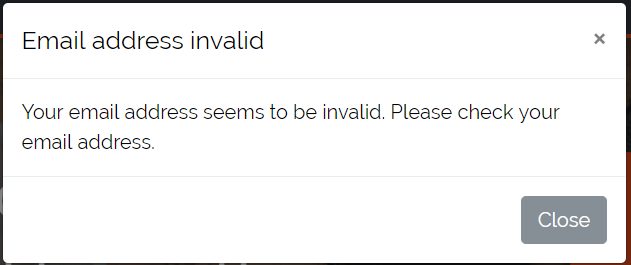 Email address invalid
×
Your email address seems to be invalid. Please check your
email address.
Close